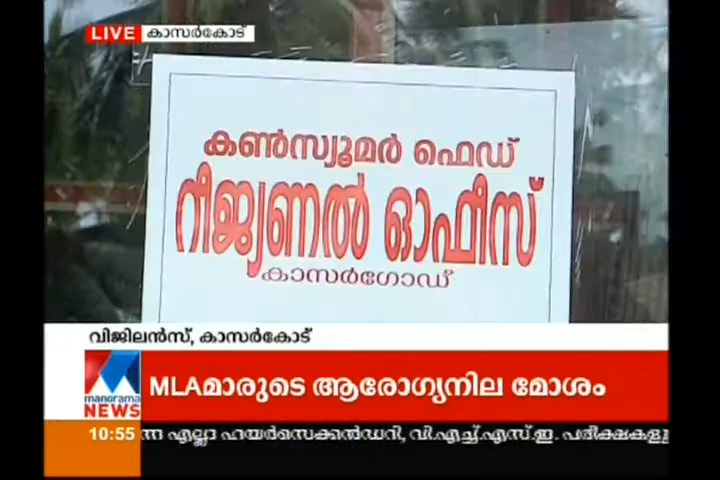 LIVE കാസർകോട്
കൺസ്യൂമർ ഫെഡ്
റീജ്യണൽ ഓഫീസ്
കാസർഗോഡ്
വിജിലൻസ്, കാസർകോട്
manorama
NEWS
MLAമാരുടെ ആരോഗ്യനില മോശം
10:55 ന്ന എല്ലാ ഹയർസെക്കൻഡറി, വി.എച്ച്.എസ്.ഇ. പരീക്ഷകളു